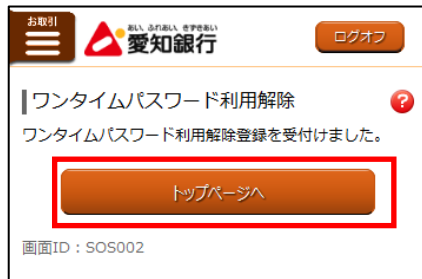 お取引
あい、ふれあい、きずきあい
愛知銀行
ログオフ
ワンタイムパスワード利用解除
?
ワンタイムパスワード利用解除登録を受付けました。
トップページへ
画面ID：SOS002